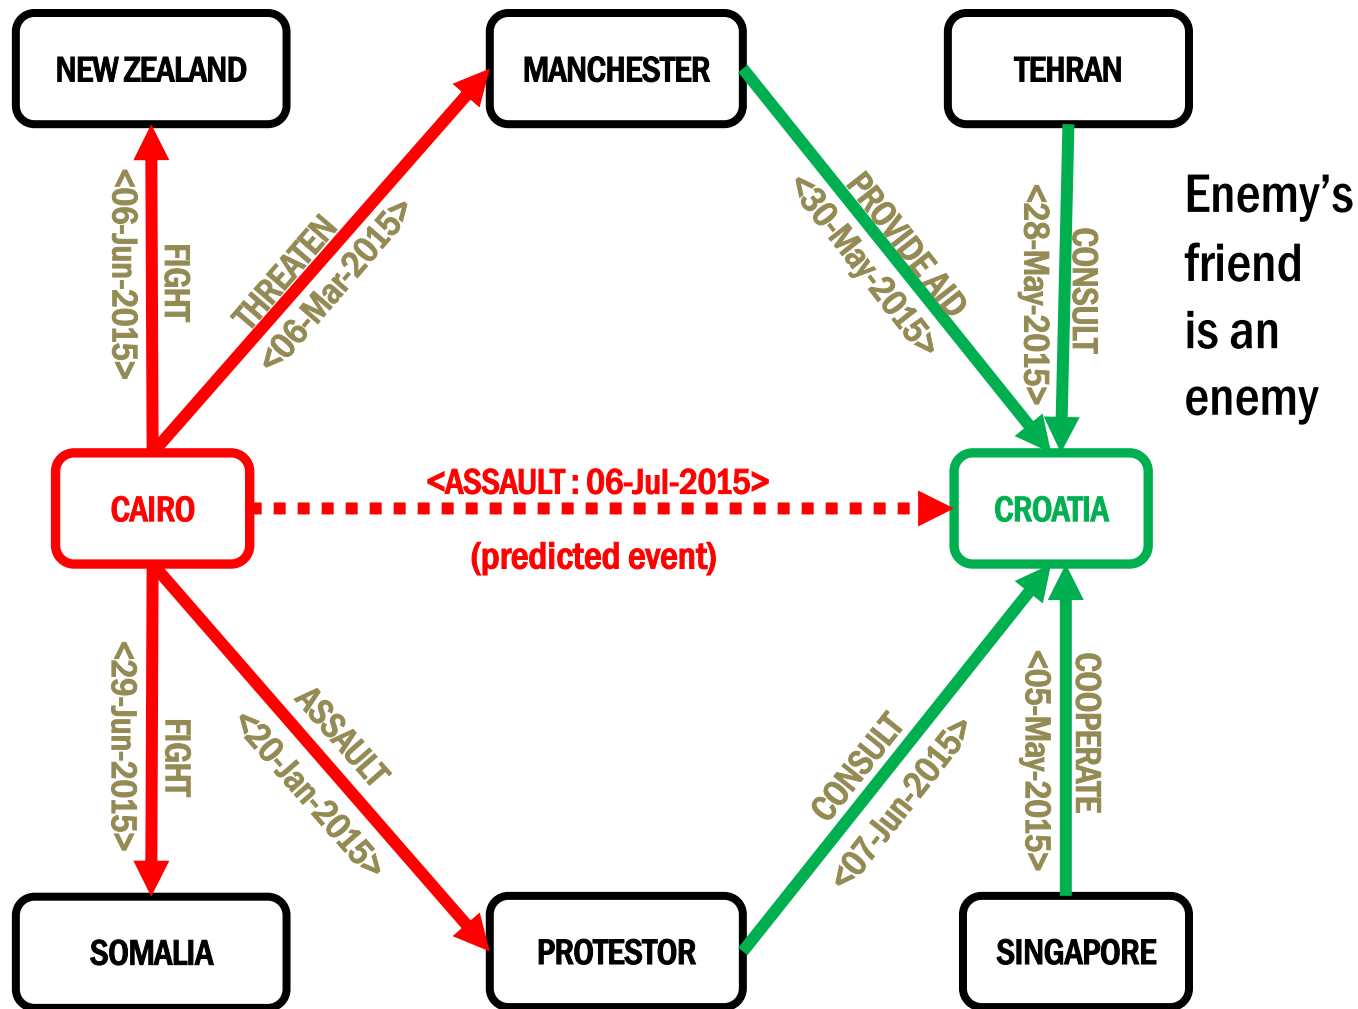 NEW ZEALAND
MANCHESTER
TEHRAN
<06-Jun-2015>
FIGHT
THREATEN
<06-Mar-2015>
PROVIDE AID
<30-May-2015>
<28-May-2015>
CONSULT
Enemy's
friend
is an
enemy
CAIRO
<ASSAULT : 06-Jul-2015>
(predicted event)
CROATIA
<29-Jun-2015>
FIGHT
ASSAULT
<20-Jan-2015>
CONSULT
<07-Jun-2015>
<05-May-2015>
COOPERATE
SOMALIA
PROTESTOR
SINGAPORE